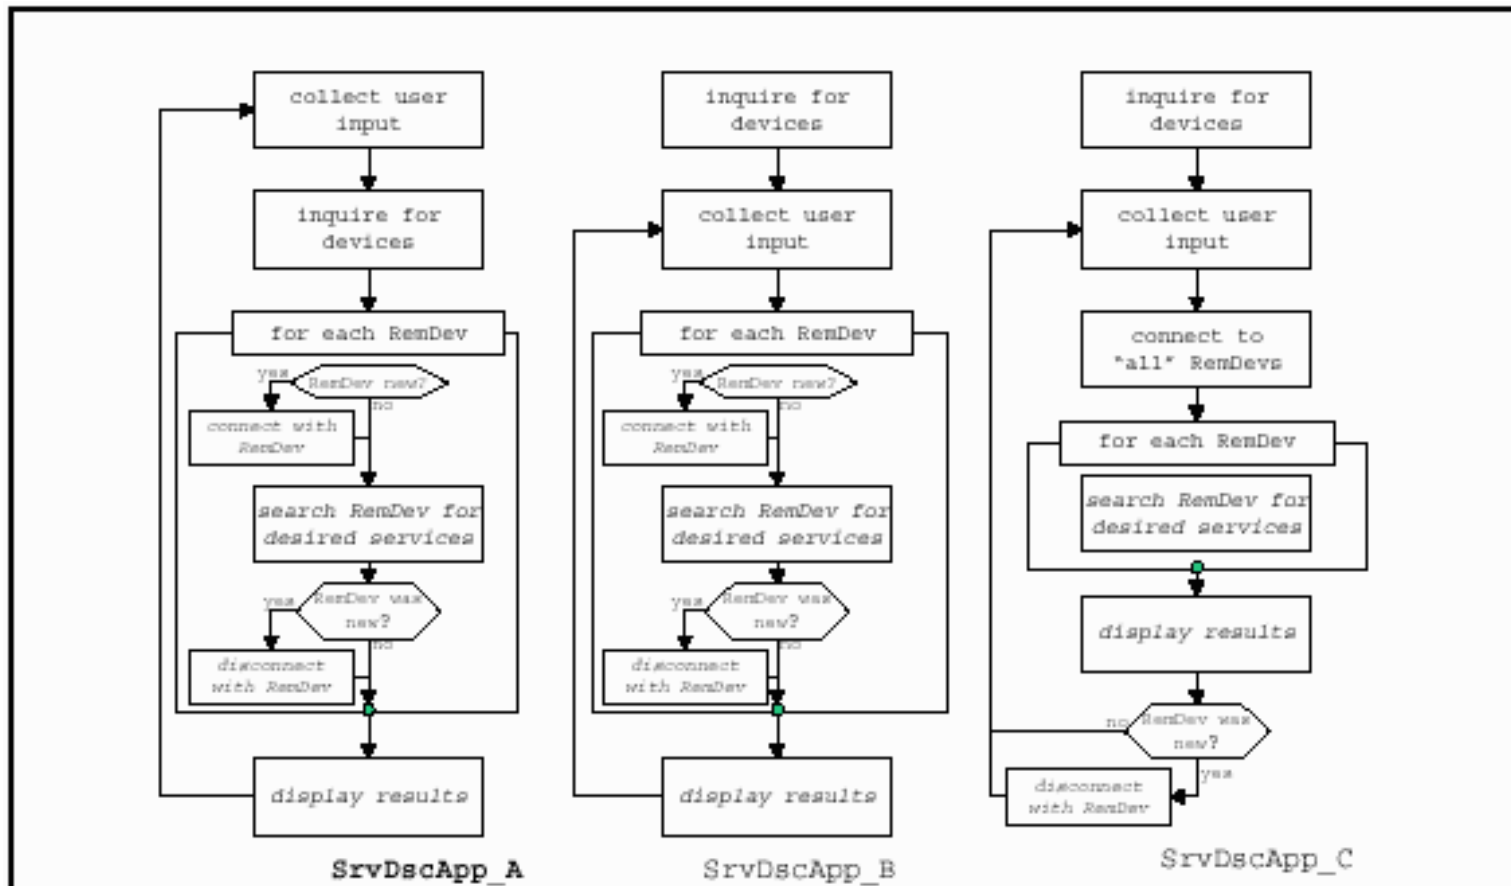 collect user
input
inquire for
devices
for each RemDev
yes
RemDev new?
no
connect with
RemDev
search RemDev for
desired services
yes
RemDev was
new?
no
disconnect
with RemDev
display results
SrvDscApp_A
inquire for
devices
collect user
input
for each RemDev
yes
RemDev new?
no
connect with
RemDev
search RemDev for
desired services
yes
RemDev was
new?
no
disconnect
with RemDev
display results
SrvDscApp_B
inquire for
devices
collect user
input
connect to
"all" RemDevs
for each RemDev
search RemDev for
desired services
display results
no
RemDev was
new?
yes
disconnect
with RemDev
SrvDscApp_C